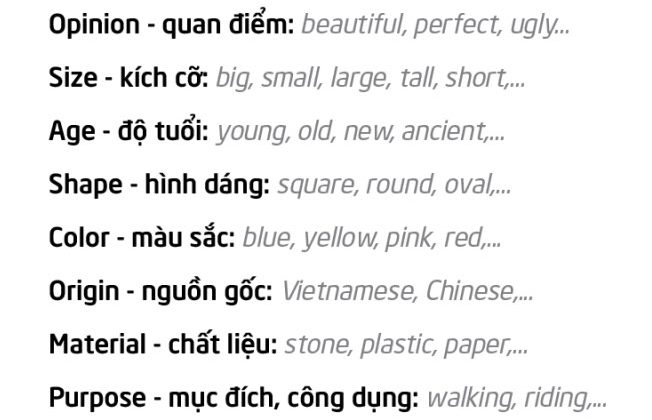 Opinion - quan điểm: beautiful, perfect, ugly...
Size - kích cỡ: big, small, large, tall, short,...
Age - độ tuổi: young, old, new, ancient,...
Shape - hình dáng: square, round, oval,...
Color - màu sắc: blue, yellow, pink, red,...
Origin - nguồn gốc: Vietnamese, Chinese,...
Material - chất liệu: stone, plastic, paper,...
Purpose - mục đích, công dụng: walking, riding,...